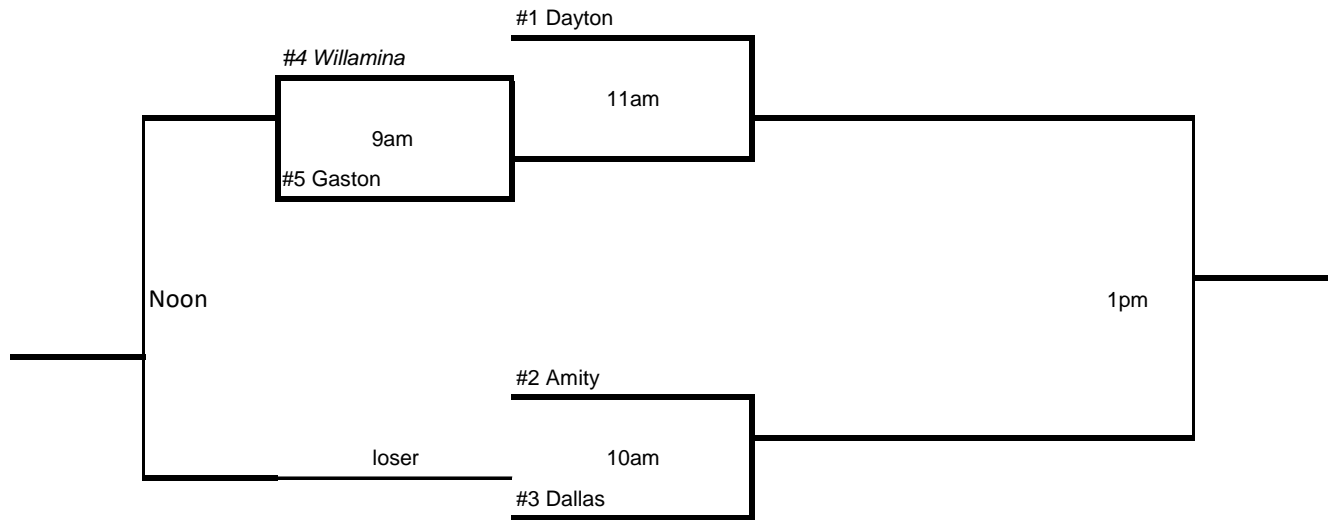 #1 Dayton
#4 Willamina
11am
9am
#5 Gaston
Noon
1pm
#2 Amity
loser
10am
#3 Dallas